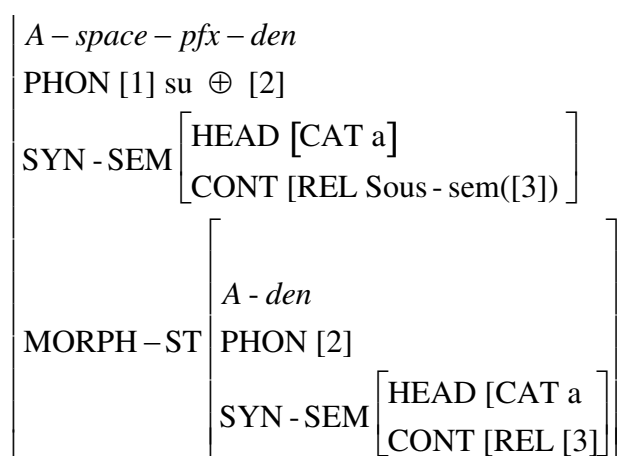 A – space – pfx – den
PHON [1] su ⊕ [2]
SYN - SEM [HEAD [CAT a]
CONT [REL Sous - sem([3]) ]
MORPH – ST [A - den
PHON [2]
SYN - SEM [HEAD [CAT a
CONT [REL [3] ]]